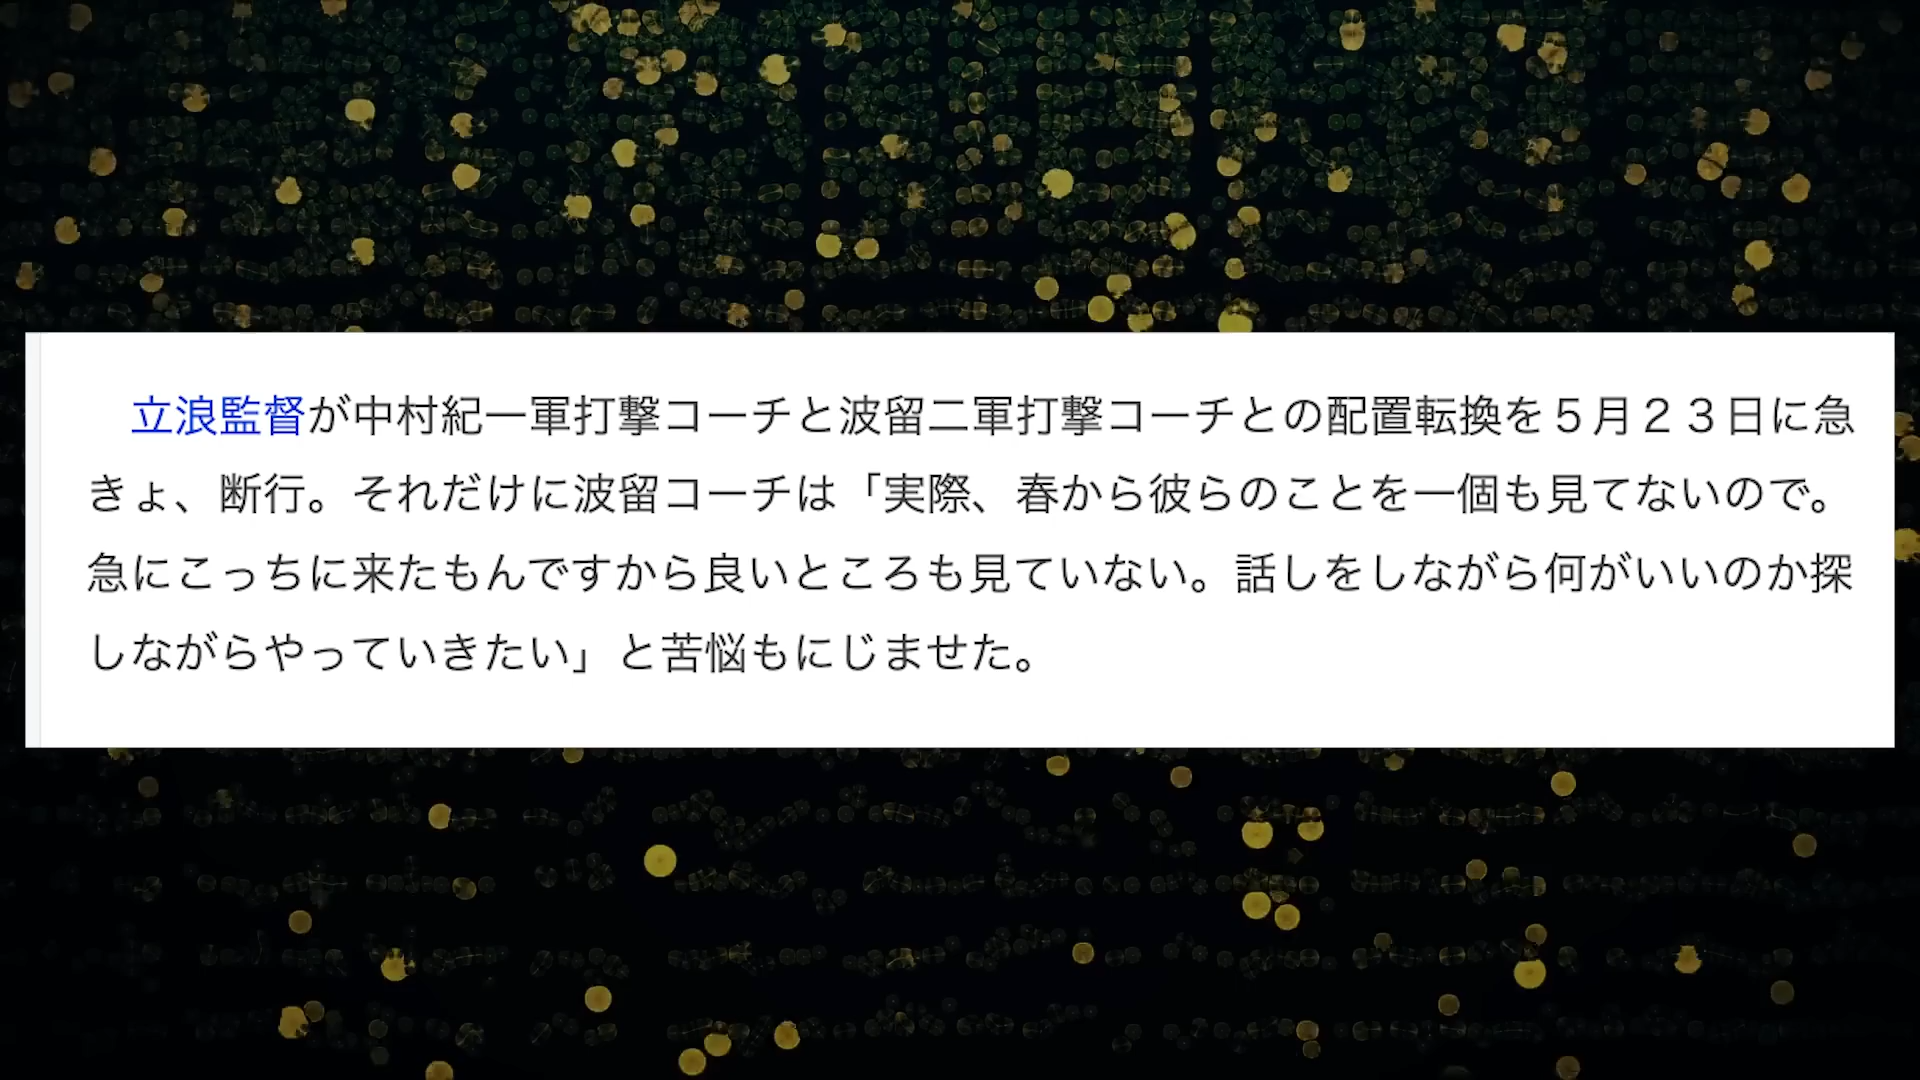 立浪監督が中村紀一軍打撃コーチと波留二軍打撃コーチとの配置転換を５月２３日に急
きょ、断行。それだけに波留コーチは「実際、春から彼らのことを一個も見てないので。
急にこっちに来たもんですから良いところも見ていない。話しをしながら何がいいのか探
しながらやっていきたい」と苦悩もにじませた。